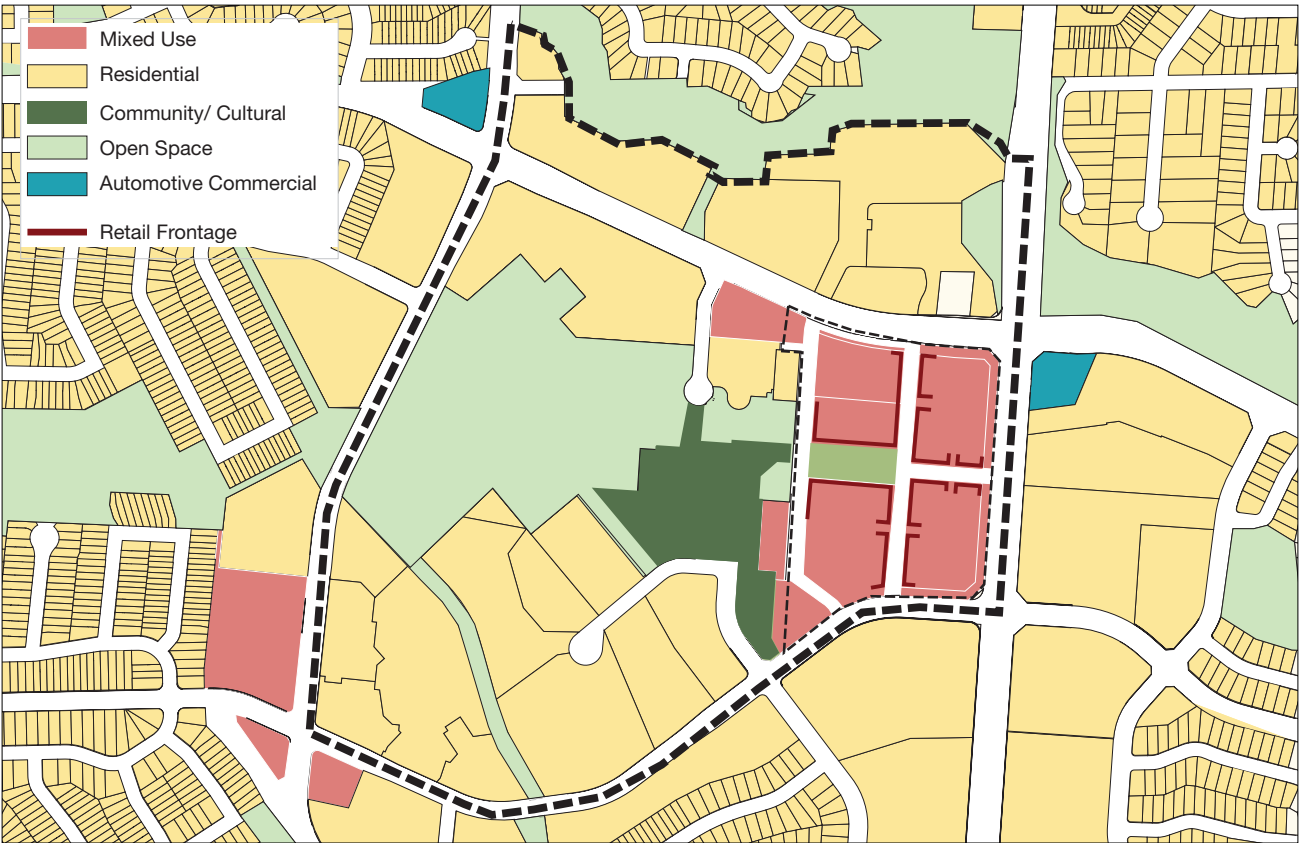 Mixed Use
Residential
Community/ Cultural
Open Space
Automotive Commercial
Retail Frontage